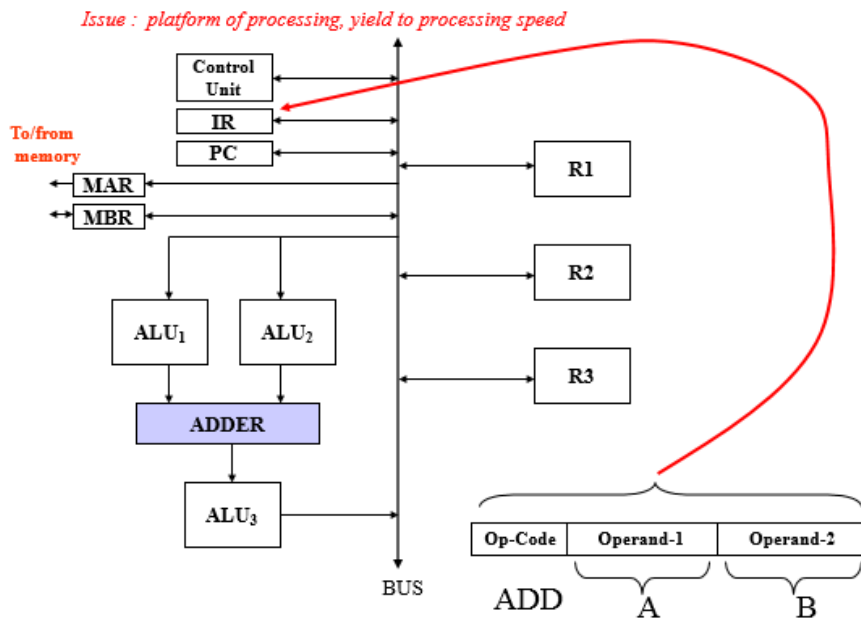 Issue : platform of processing, yield to processing speed
Control
Unit
IR
To/from
memory
PC
R1
MAR
MBR
R2
ALU1
ALU2
R3
ADDER
ALU3
Op-Code
Operand-1
Operand-2
BUS
ADD
A
B